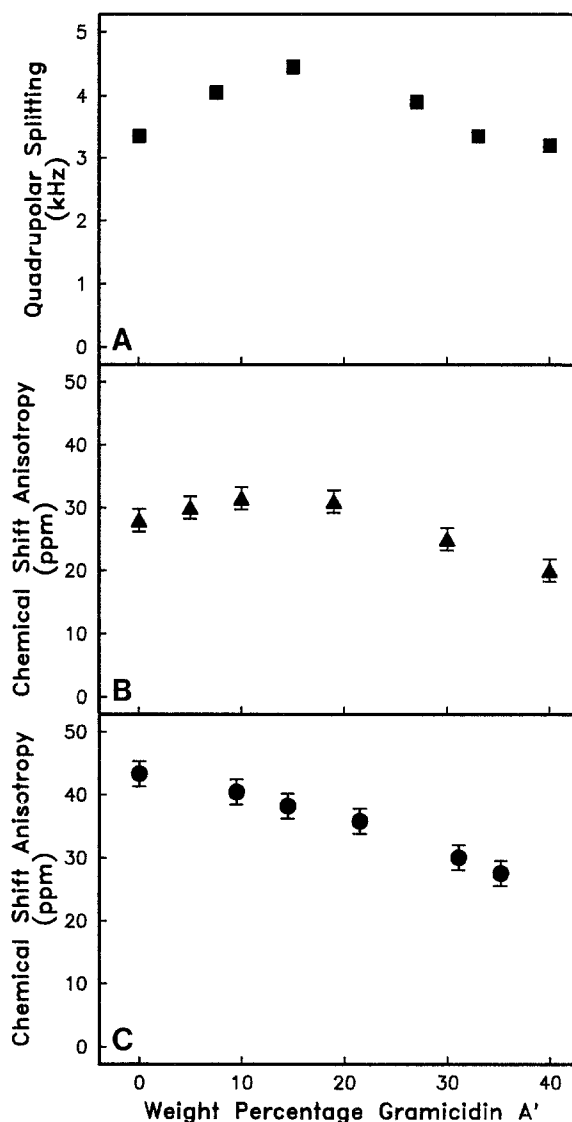 Quadrupolar Splitting
(kHz)
5
4
3
2
1
0
A
Chemical Shift Anisotropy
(ppm)
50
40
30
20
10
0
B
Chemical Shift Anisotropy
(ppm)
50
40
30
20
10
0
C
0 10 20 30 40
Weight Percentage Gramicidin A'